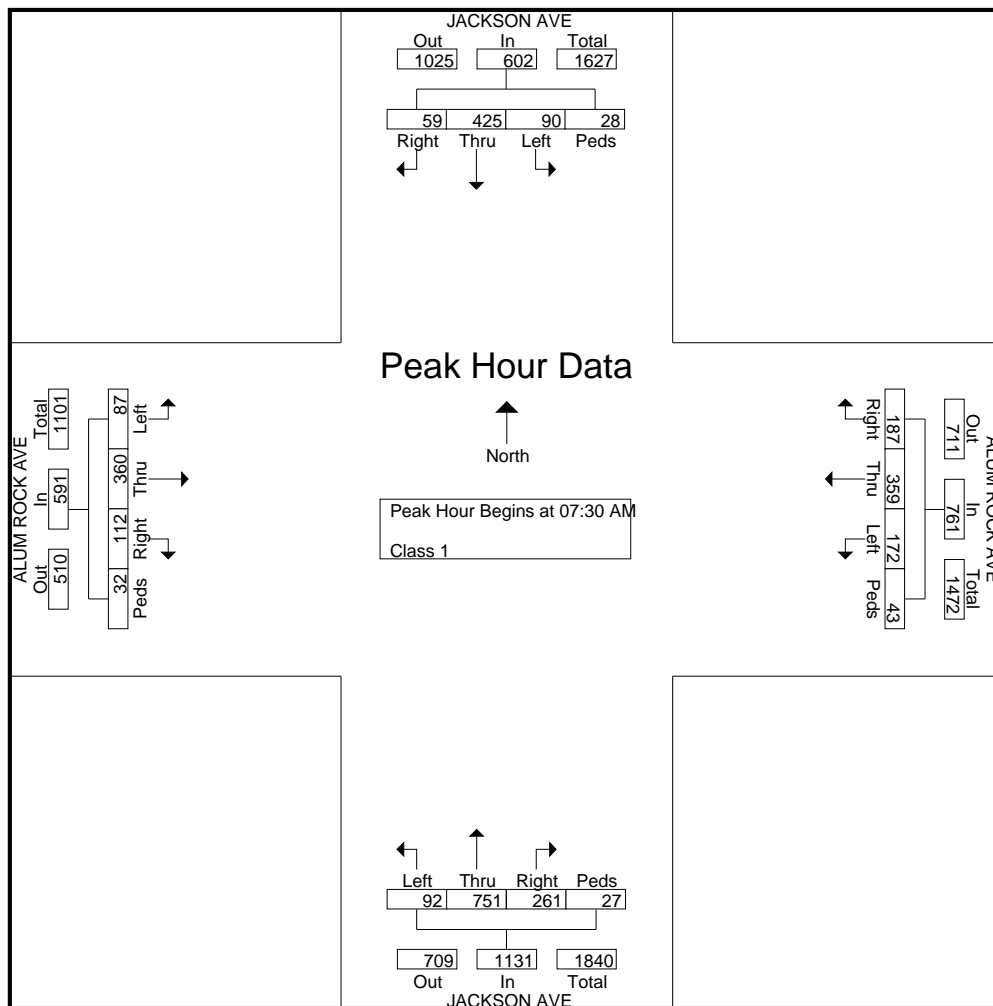 JACKSON AVE
Out In Total
1025 602 1627
59 425 90 28
Right Thru Left Peds
Peak Hour Data
North
Peak Hour Begins at 07:30 AM
Class 1
ALUM ROCK AVE
Out In Total
510 591 1101
87 360 112 32
Left Thru Right Peds
ALUM ROCK AVE
Out In Total
711 761 1472
187 359 172 43
Right Thru Left Peds
Left Thru Right Peds
92 751 261 27
709 1131 1840
Out In Total
JACKSON AVE